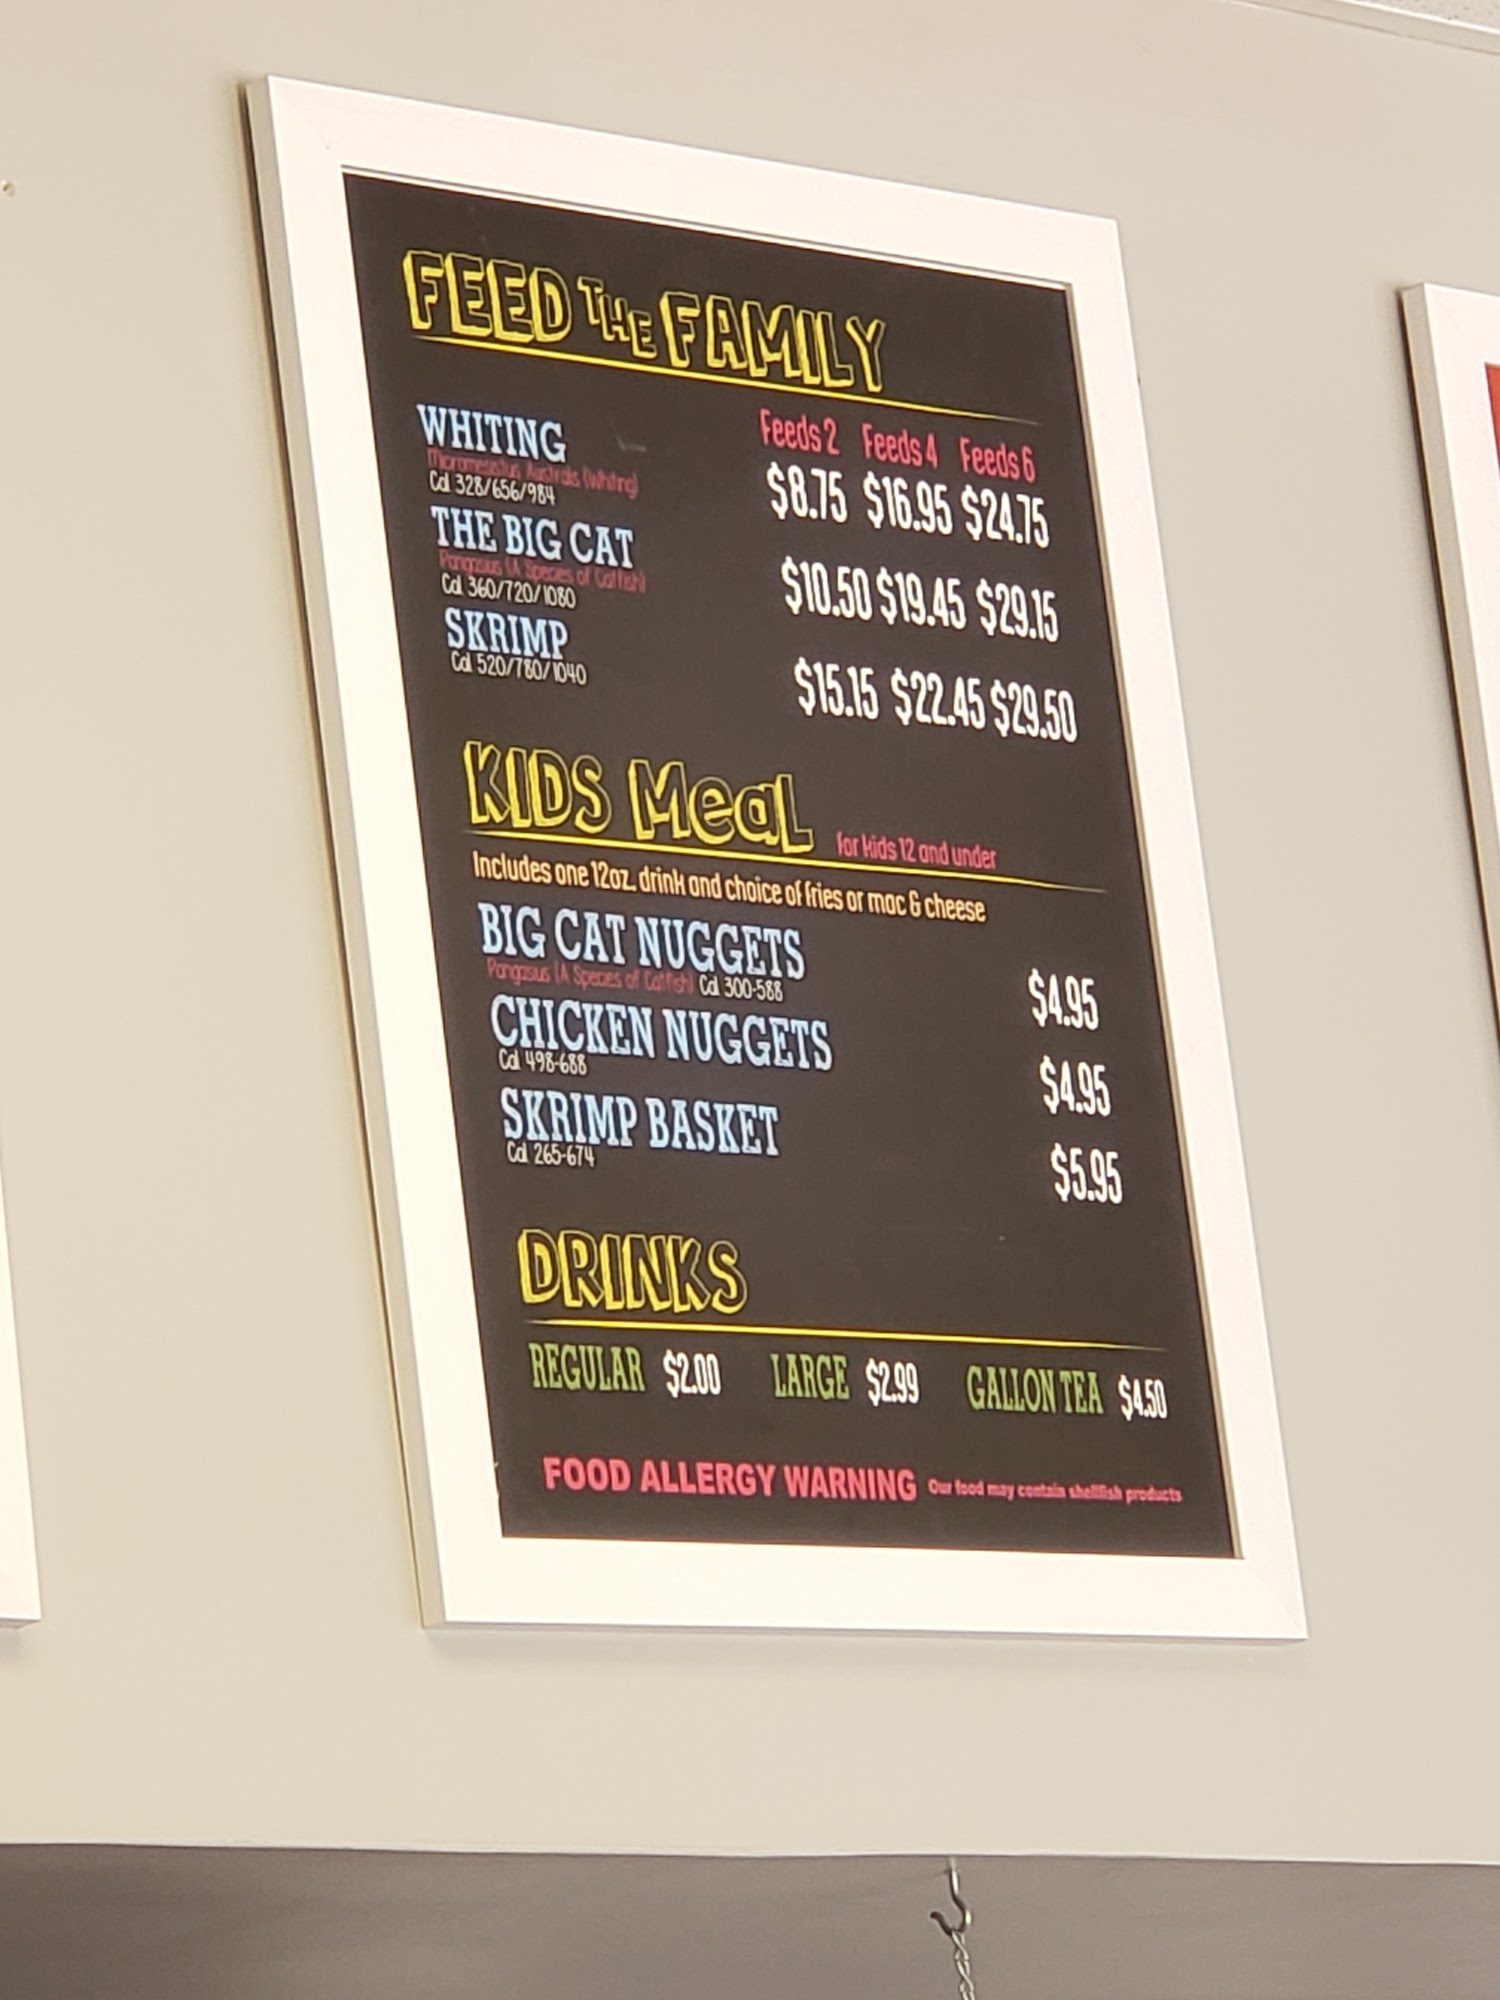 FEED THE FAMILY
Feeds 2 Feeds 4 Feeds 6
WHITING $8.75 $16.95 $24.75
Micromesistus Australis (Whiting)
Cal 328/656/984
THE BIG CAT $10.50 $19.45 $29.15
Pangasius (A Species of Catfish)
Cal 360/720/1080
SKRIMP $15.15 $22.45 $29.50
Cal 520/780/1040
KIDS Meal for kids 12 and under
Includes one 12oz. drink and choice of fries or mac & cheese
BIG CAT NUGGETS $4.95
Pangasius (A Species of Catfish) Cal 300-588
CHICKEN NUGGETS $4.95
Cal 498-688
SKRIMP BASKET $5.95
Cal 265-674
DRINKS
REGULAR $2.00 LARGE $2.99 GALLON TEA $4.50
FOOD ALLERGY WARNING Our food may contain shellfish products